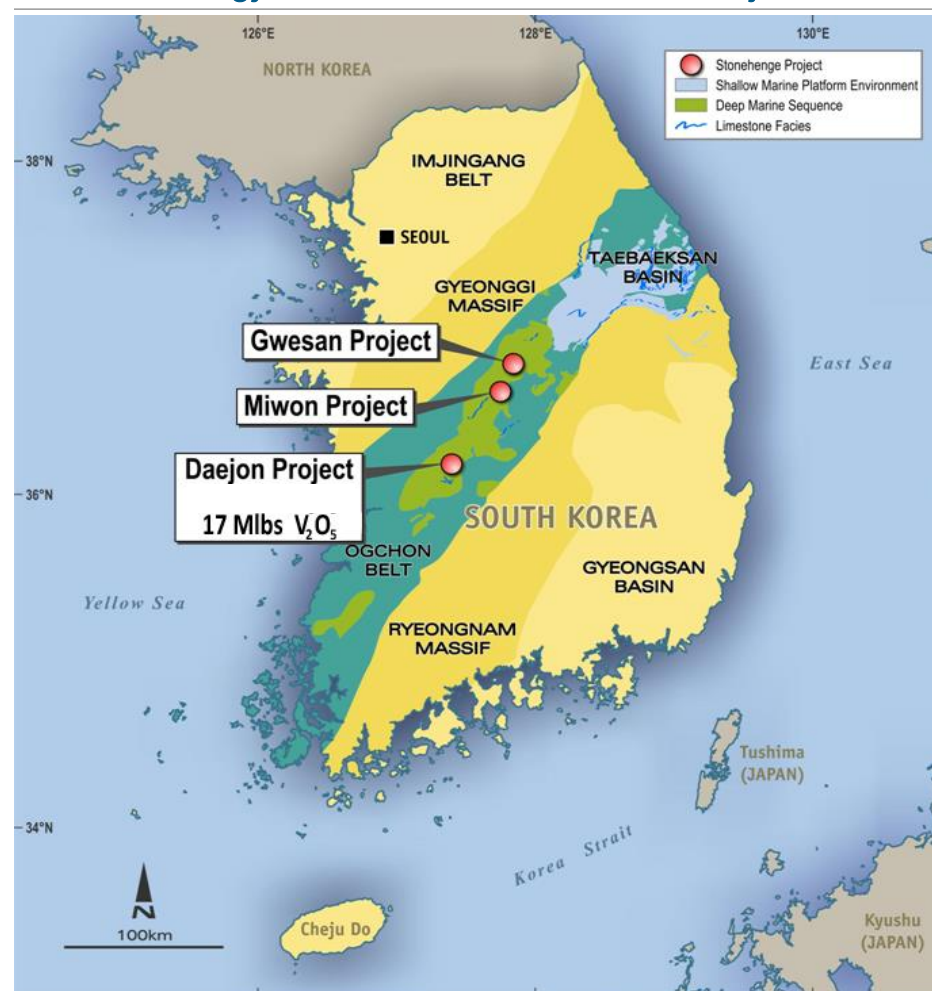 126°E
128°E
130°E
NORTH KOREA
Stonehenge Project
Shallow Marine Platform Environment
Deep Marine Sequence
Limestone Facies
38°N
IMJINGANG
BELT
SEOUL
TAEBAEKSAN
BASIN
GYEONGGI
MASSIF
Gwesan Project
East Sea
Miwon Project
Daejon Project
17 Mlbs V₂O₅
36°N
SOUTH KOREA
OGCHON
BELT
GYEONGSAN
BASIN
Yellow Sea
RYEONGNAM
MASSIF
Tushima
(JAPAN)
34°N
Korea Strait
N
100km
Cheju Do
Kyushu
(JAPAN)